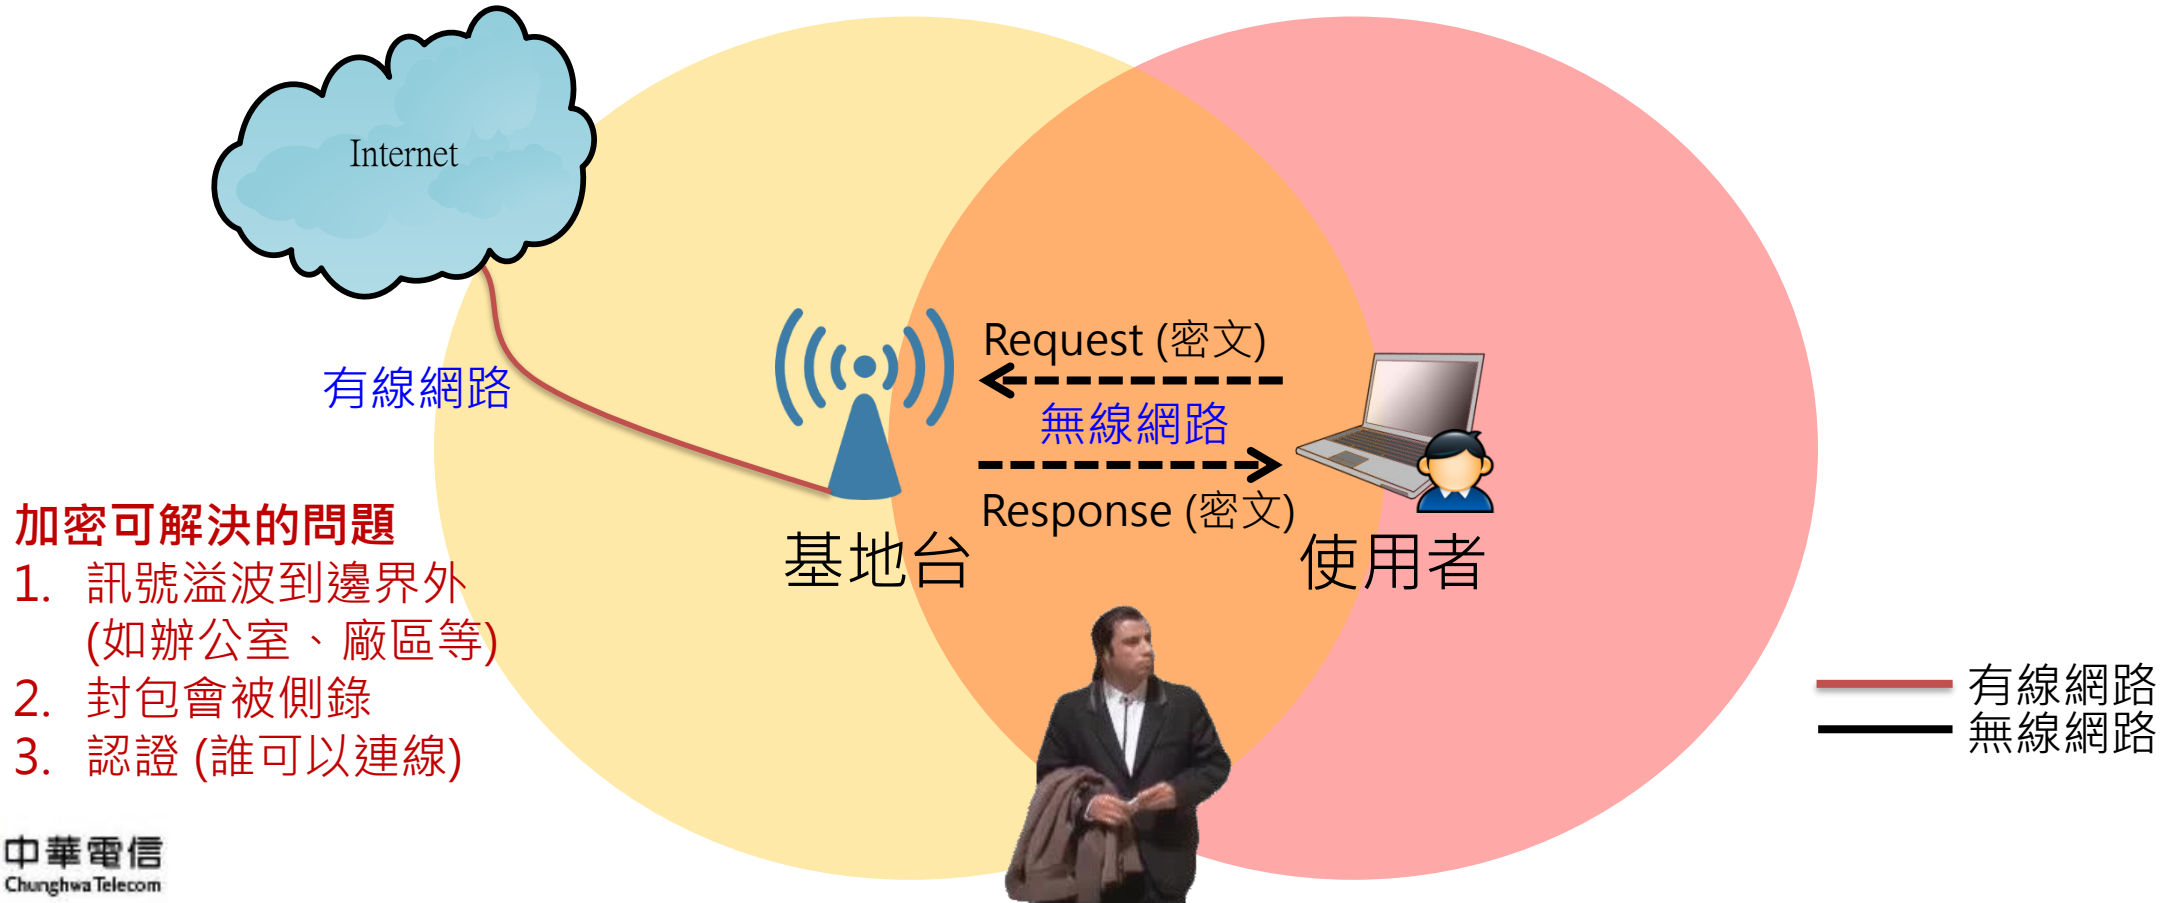 Internet
有線網路
Request (密文)
無線網路
Response (密文)
基地台
使用者
加密可解決的問題
1. 訊號溢波到邊界外
(如辦公室、廠區等)
2. 封包會被側錄
3. 認證 (誰可以連線)
有線網路
無線網路
中華電信
Chunghwa Telecom